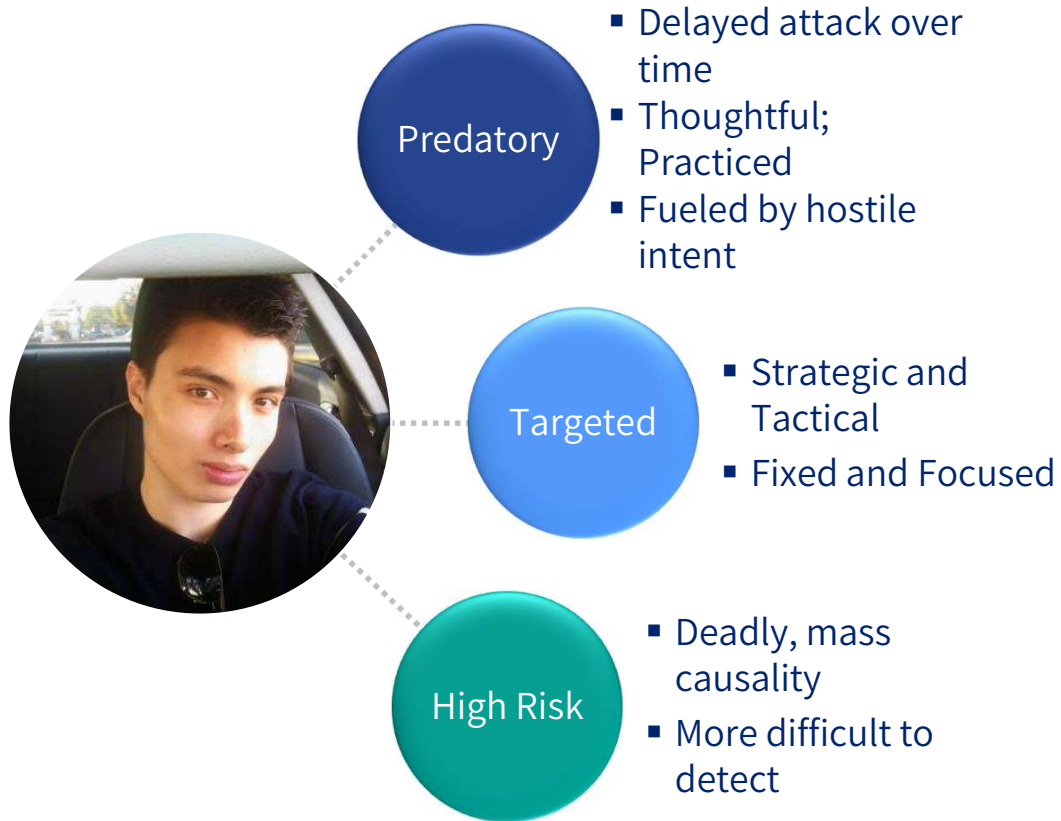 Predatory
▪ Delayed attack over
time
▪ Thoughtful;
Practiced
▪ Fueled by hostile
intent
Targeted
▪ Strategic and
Tactical
▪ Fixed and Focused
High Risk
▪ Deadly, mass
causality
▪ More difficult to
detect